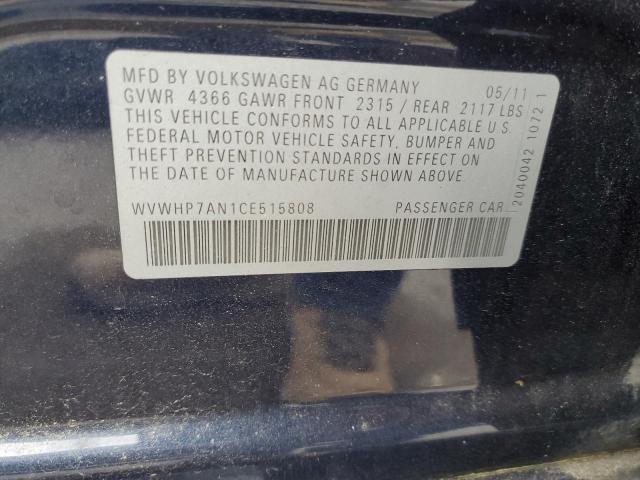 MFD BY VOLKSWAGEN AG GERMANY 05/11
GVWR 4366 GAWR FRONT 2315 / REAR 2117 LBS
THIS VEHICLE CONFORMS TO ALL APPLICABLE U.S.
FEDERAL MOTOR VEHICLE SAFETY, BUMPER AND
THEFT PREVENTION STANDARDS IN EFFECT ON
THE DATE OF MANUFACTURE SHOWN ABOVE.
WVWHP7AN1CE515808 PASSENGER CAR
2040042 1072 1